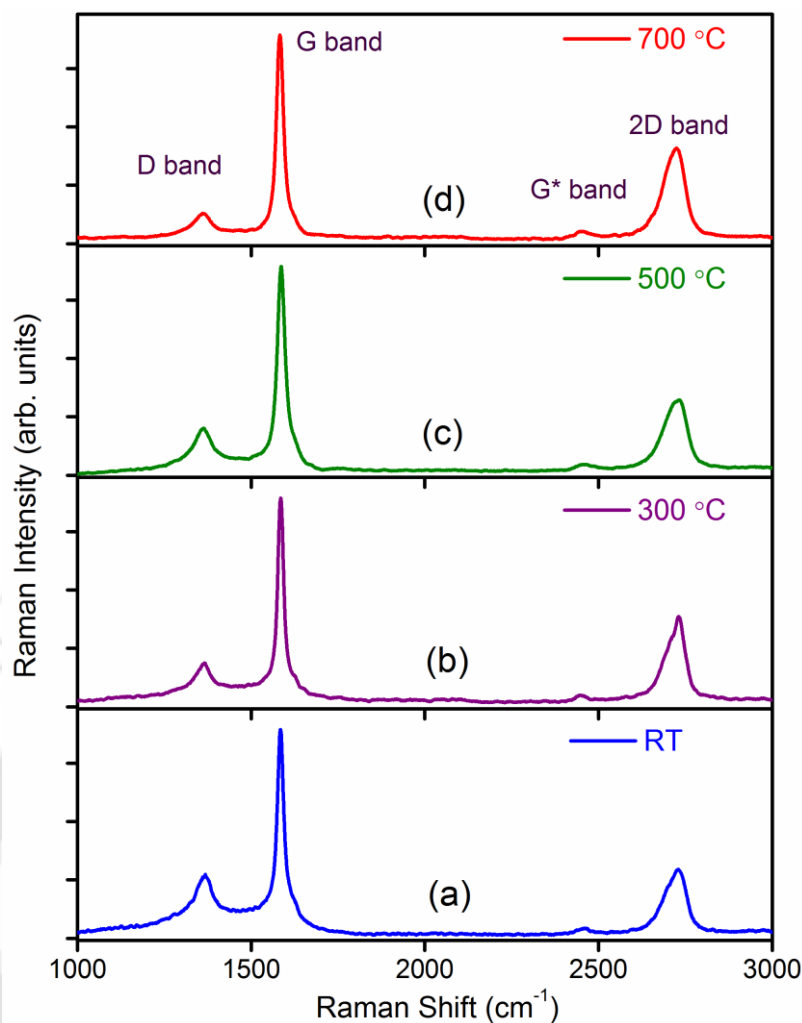 G band
700 °C
2D band
D band
G* band
(d)
500 °C
(c)
300 °C
(b)
RT
(a)
Raman Intensity (arb. units)
1000 1500 2000 2500 3000
Raman Shift (cm⁻¹)